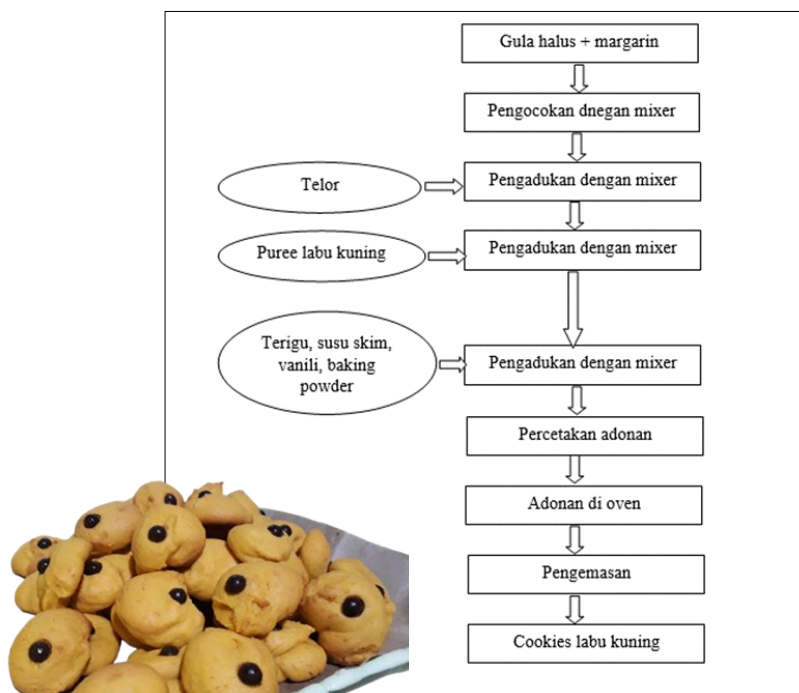 Gula halus + margarin
Pengocokan dnegan mixer
Telor
Pengadukan dengan mixer
Puree labu kuning
Pengadukan dengan mixer
Terigu, susu skim,
vanili, baking
powder
Pengadukan dengan mixer
Percetakan adonan
Adonan di oven
Pengemasan
Cookies labu kuning